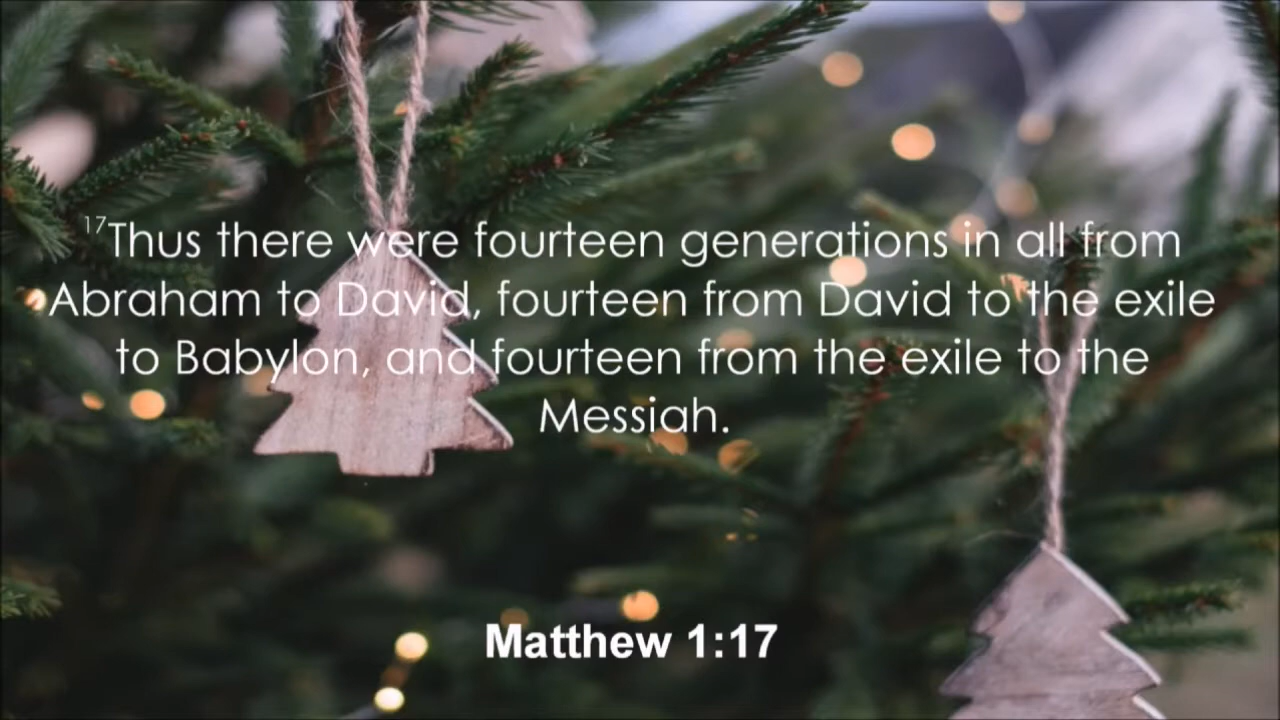 17Thus there were fourteen generations in all from
Abraham to David, fourteen from David to the exile
to Babylon, and fourteen from the exile to the
Messiah.
Matthew 1:17